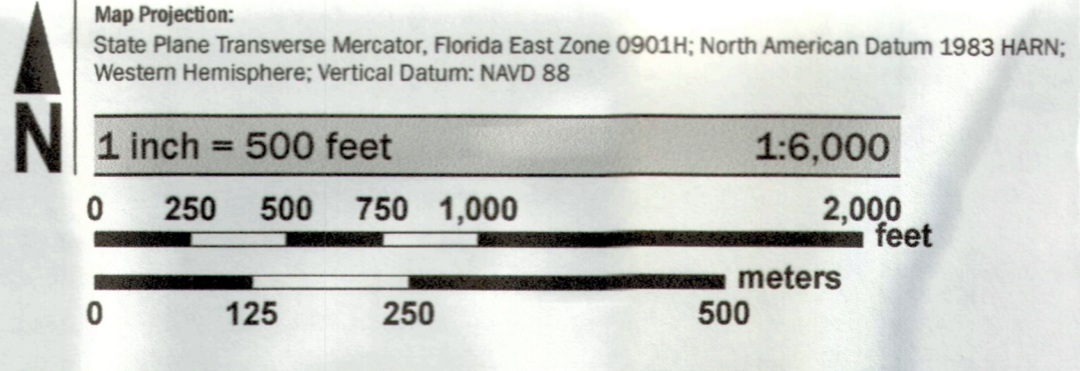 Map Projection:
State Plane Transverse Mercator, Florida East Zone 0901H; North American Datum 1983 HARN;
Western Hemisphere; Vertical Datum: NAVD 88
N
1 inch = 500 feet 1:6,000
0 250 500 750 1,000 2,000
feet
meters
0 125 250 500